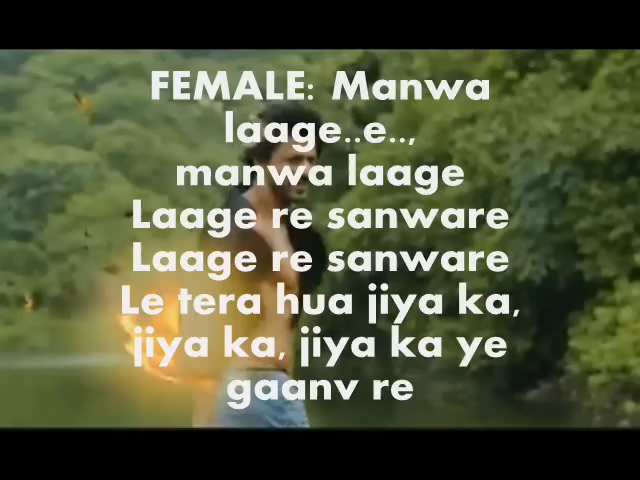 FEMALE: Manwa
laage..e..,
manwa laage
Laage re sanware
Laage re sanware
Le tera hua jiya ka,
jiya ka, jiya ka ye
gaanv re